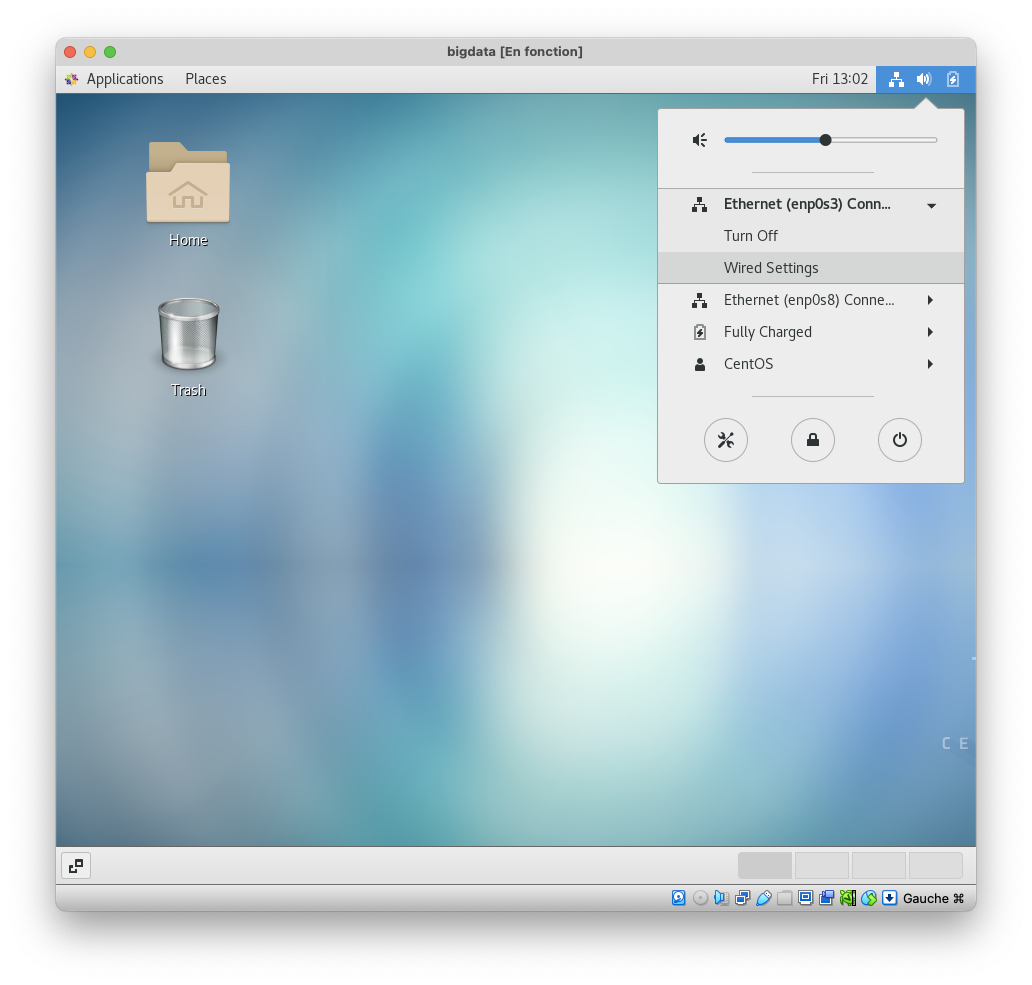 bigdata [En fonction]
Applications Places Fri 13:02
Home
Trash
Ethernet (enp0s3) Conn...
Turn Off
Wired Settings
Ethernet (enp0s8) Conne...
Fully Charged
CentOS
C E
Gauche ⌘